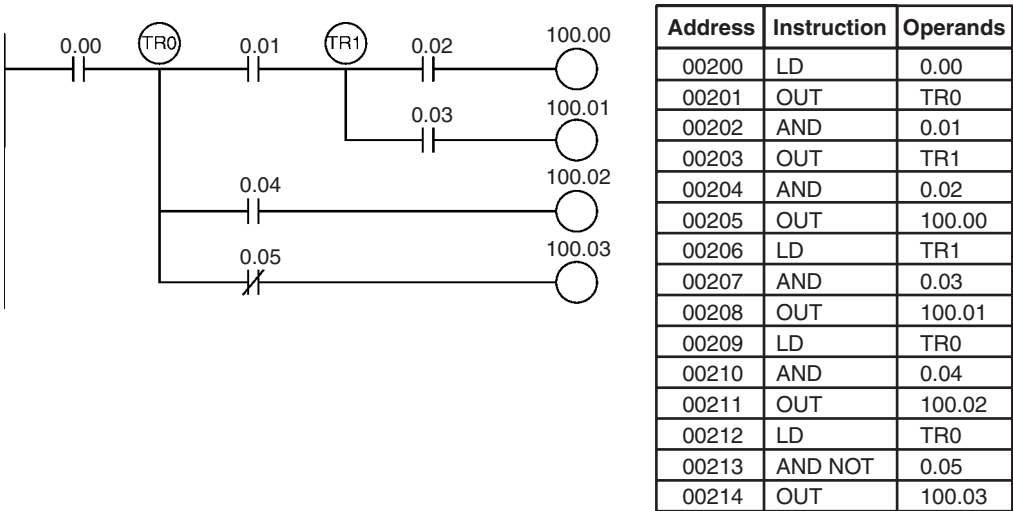 0.00 TR0 0.01 TR1 0.02 100.00
0.03 100.01
0.04 100.02
0.05 100.03
Address Instruction Operands
00200 LD 0.00
00201 OUT TR0
00202 AND 0.01
00203 OUT TR1
00204 AND 0.02
00205 OUT 100.00
00206 LD TR1
00207 AND 0.03
00208 OUT 100.01
00209 LD TR0
00210 AND 0.04
00211 OUT 100.02
00212 LD TR0
00213 AND NOT 0.05
00214 OUT 100.03